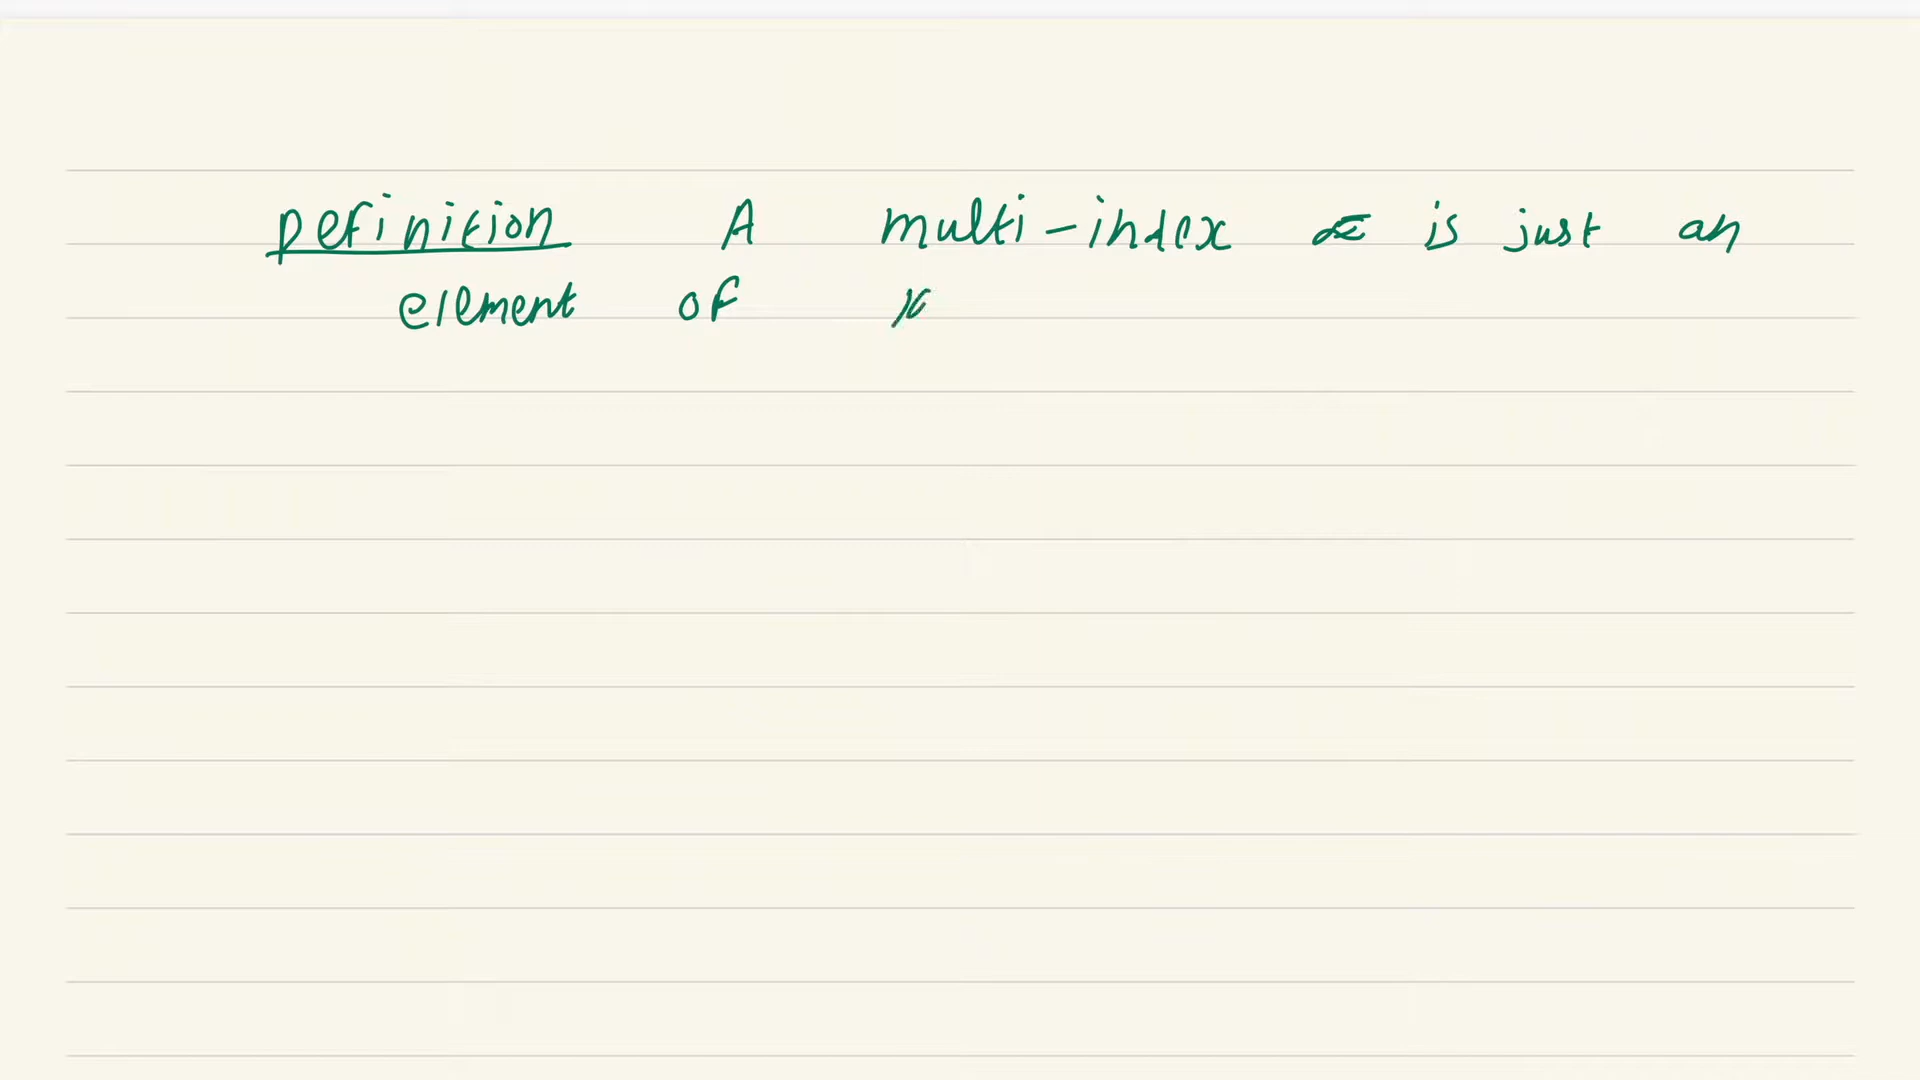 Definition A multi-index α is just an
element of